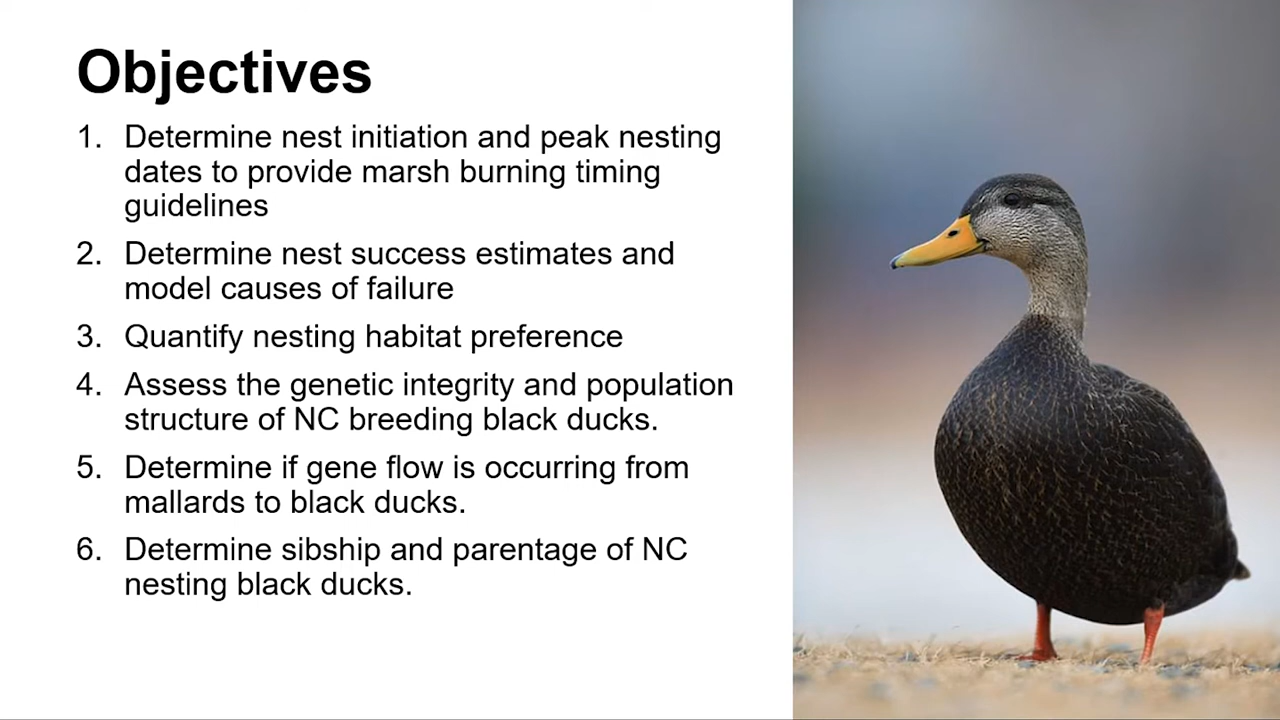 Objectives
1. Determine nest initiation and peak nesting
dates to provide marsh burning timing
guidelines
2. Determine nest success estimates and
model causes of failure
3. Quantify nesting habitat preference
4. Assess the genetic integrity and population
structure of NC breeding black ducks.
5. Determine if gene flow is occurring from
mallards to black ducks.
6. Determine sibship and parentage of NC
nesting black ducks.